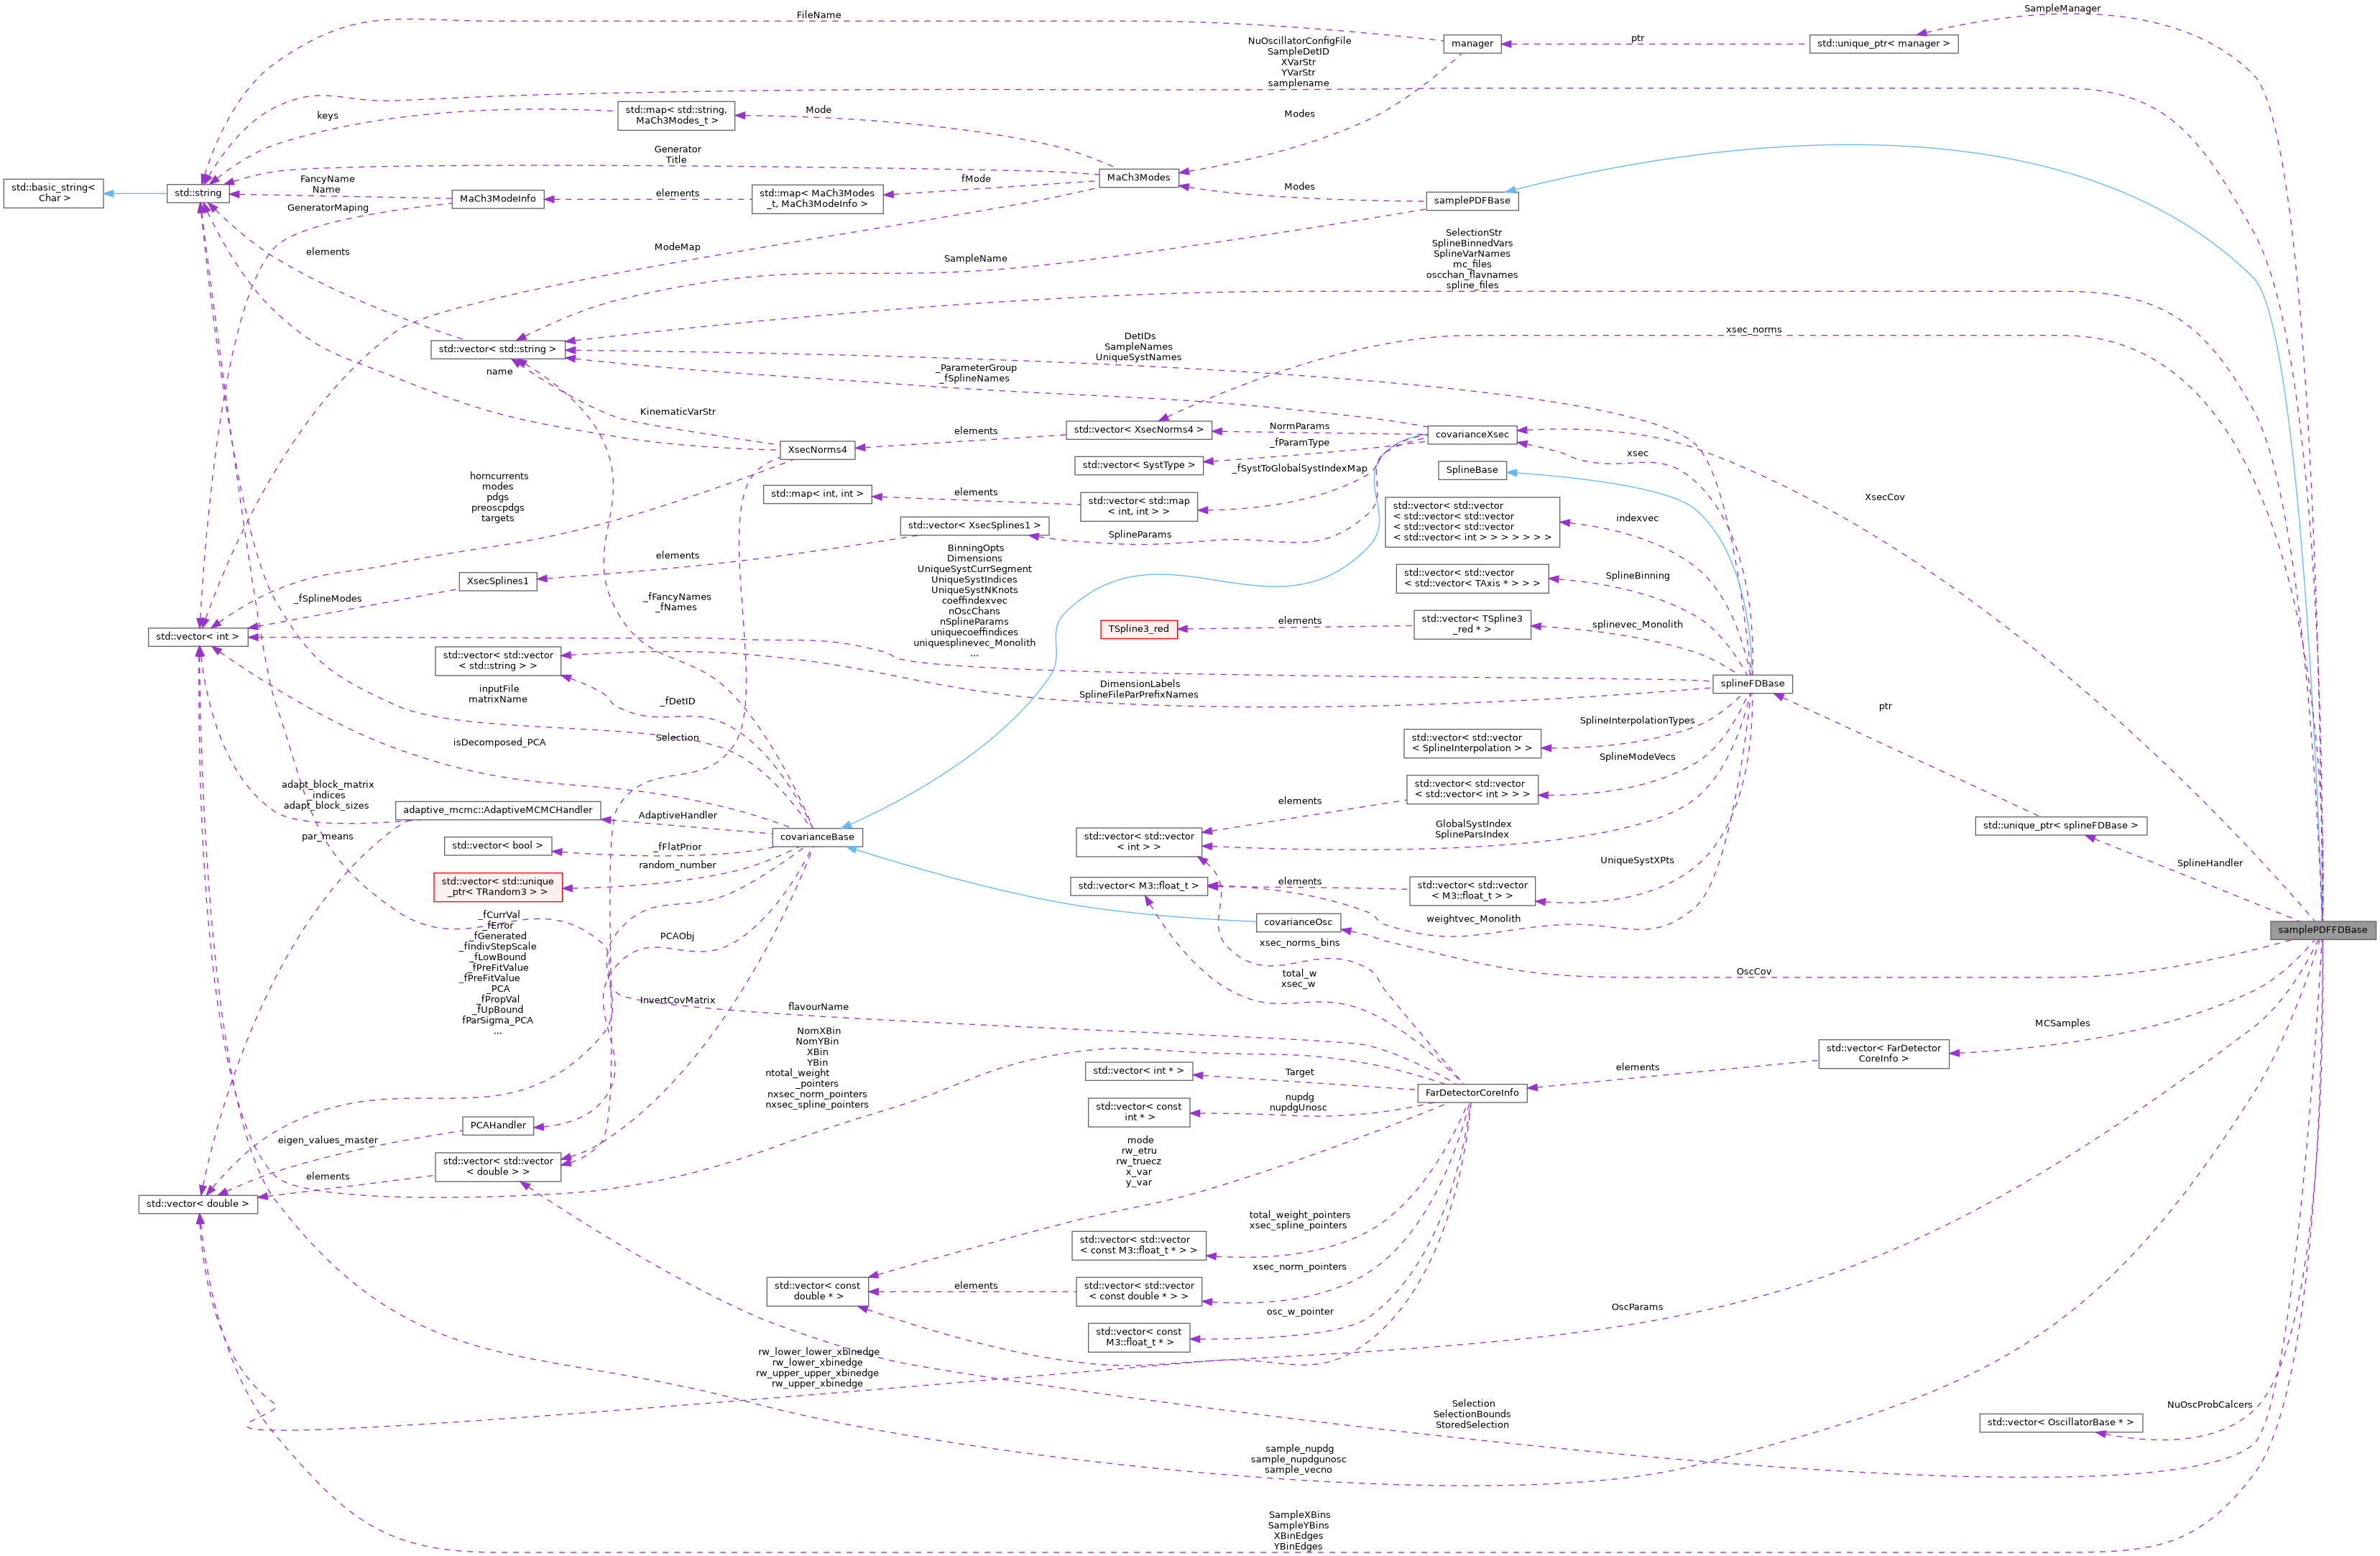 SampleManager
FileName
manager
ptr
std::unique_ptr< manager >
NuOscillatorConfigFile
SampleDetID
XVarStr
YVarStr
samplename
std::map< std::string,
MaCh3Modes_t >
Mode
keys
Modes
Generator
Title
std::basic_string<
Char >
std::string
FancyName
Name
MaCh3ModeInfo
elements
std::map< MaCh3Modes
_t, MaCh3ModeInfo >
fMode
MaCh3Modes
Modes
samplePDFBase
GeneratorMaping
elements
ModeMap
SampleName
SelectionStr
SplineBinnedVars
SplineVarNames
mc_files
oscchan_flavnames
spline_files
xsec_norms
std::vector< std::string >
DetIDs
SampleNames
UniqueSystNames
name
_ParameterGroup
_fSplineNames
KinematicVarStr
XsecNorms4
elements
std::vector< XsecNorms4 >
NormParams
covarianceXsec
_fParamType
std::vector< SystType >
xsec
SplineBase
XsecCov
horncurrents
modes
pdgs
preoscpdgs
targets
std::map< int, int >
elements
std::vector< std::map
< int, int > >
_fSystToGlobalSystIndexMap
std::vector< std::vector
< std::vector< std::vector
< std::vector< std::vector
< std::vector< int > > > > > > >
indexvec
std::vector< XsecSplines1 >
SplineParams
elements
XsecSplines1
BinningOpts
Dimensions
UniqueSystCurrSegment
UniqueSystIndices
UniqueSystNKnots
coeffindexvec
nOscChans
nSplineParams
uniquecoeffindices
uniquesplinevec_Monolith
...
std::vector< std::vector
< std::vector< TAxis * > > >
SplineBinning
_fSplineModes
_fFancyNames
_fNames
TSpline3_red
elements
std::vector< TSpline3
_red * >
splinevec_Monolith
std::vector< int >
std::vector< std::vector
< std::string > >
DimensionLabels
SplineFileParPrefixNames
splineFDBase
inputFile
matrixName
_fDetID
ptr
SplineInterpolationTypes
std::vector< std::vector
< SplineInterpolation > >
isDecomposed_PCA
Selection
SplineModeVecs
adapt_block_matrix
_indices
adapt_block_sizes
adaptive_mcmc::AdaptiveMCMCHandler
AdaptiveHandler
covarianceBase
elements
std::vector< std::vector
< std::vector< int > > >
par_means
std::vector< bool >
_fFlatPrior
std::vector< std::vector
< int > >
GlobalSystIndex
SplineParsIndex
std::unique_ptr< splineFDBase >
random_number
std::vector< std::unique
_ptr< TRandom3 > >
UniqueSystXPts
SplineHandler
std::vector< M3::float_t >
elements
std::vector< std::vector
< M3::float_t > >
_fCurrVal
_fError
_fGenerated
_fIndivStepScale
_fLowBound
_fPreFitValue
_fPreFitValue
_PCA
_fPropVal
_fUpBound
fParSigma_PCA
...
weightvec_Monolith
covarianceOsc
samplePDFFDBase
PCAObj
xsec_norms_bins
total_w
xsec_w
OscCov
InvertCovMatrix
flavourName
NomXBin
NomYBin
XBin
YBin
ntotal_weight
_pointers
nxsec_norm_pointers
nxsec_spline_pointers
MCSamples
std::vector< FarDetector
CoreInfo >
elements
std::vector< int * >
Target
FarDetectorCoreInfo
std::vector< const
int * >
nupdg
nupdgUnosc
PCAHandler
eigen_values_master
mode
rw_etru
rw_truecz
x_var
y_var
std::vector< std::vector
< double > >
elements
std::vector< double >
total_weight_pointers
xsec_spline_pointers
std::vector< std::vector
< const M3::float_t * > >
xsec_norm_pointers
std::vector< const
double * >
elements
std::vector< std::vector
< const double * > >
osc_w_pointer
OscParams
std::vector< const
M3::float_t * >
rw_lower_lower_xbinedge
rw_lower_xbinedge
rw_upper_upper_xbinedge
rw_upper_xbinedge
Selection
SelectionBounds
StoredSelection
NuOscProbCalcers
std::vector< OscillatorBase * >
sample_nupdg
sample_nupdgunosc
sample_vecno
SampleXBins
SampleYBins
XBinEdges
YBinEdges